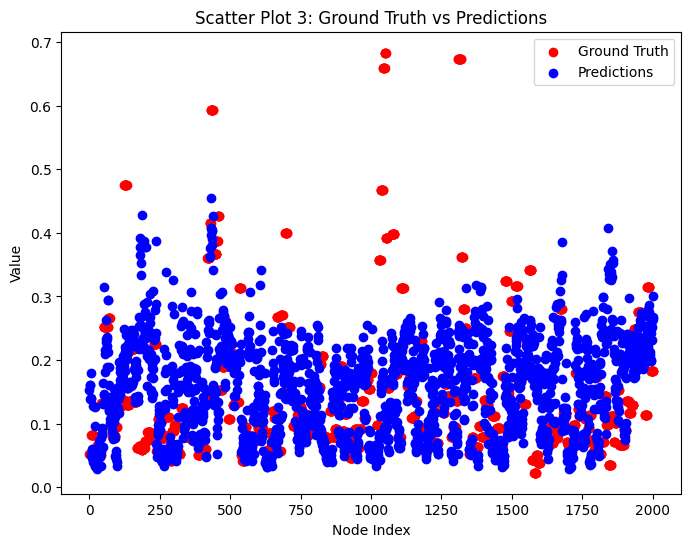 Scatter Plot 3: Ground Truth vs Predictions
Ground Truth
Predictions
Value
0.7
0.6
0.5
0.4
0.3
0.2
0.1
0.0
0 250 500 750 1000 1250 1500 1750 2000
Node Index